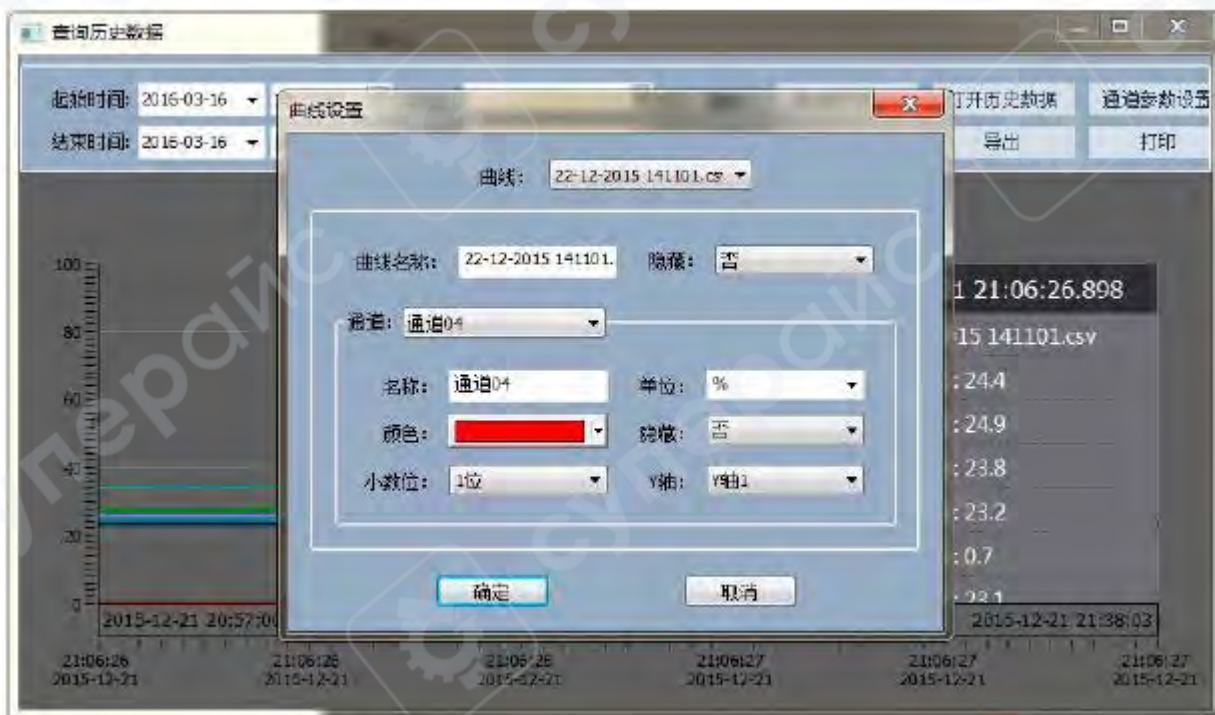 查询历史数据
起始时间: 2016-03-16
打开历史数据 通道参数设置
结束时间: 2016-03-16
导出 打印
曲线设置
曲线: 22-12-2015 141101.csv
曲线名称: 22-12-2015 141101. 隐藏: 否
通道: 通道04
名称: 通道04 单位: %
颜色: 隐藏: 否
小数位: 1位 Y轴: Y轴1
确定 取消
100
80
60
40
20
0
1 21:06:26.898
15 141101.csv
: 24.4
: 24.9
: 23.8
: 23.2
: 0.7
: 23.1
2015-12-21 20:57:00 2015-12-21 21:38:03
21:06:26 21:06:26 21:06:26 21:06:27 21:06:27 21:06:27
2015-12-21 2015-12-21 2015-12-21 2015-12-21 2015-12-21 2015-12-21
суперайс